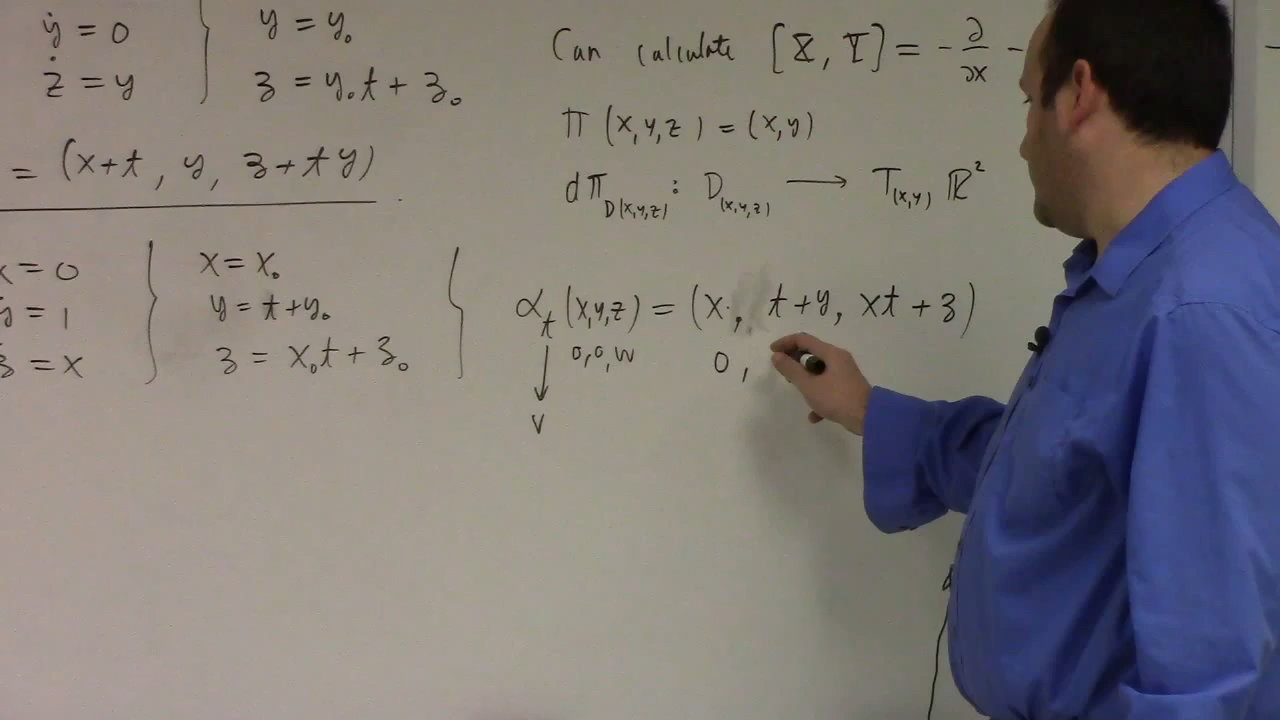 ẏ = 0 } y = y₀
ż = y } z = y₀t + z₀
= (x+t, y, z+ty)
ẋ = 0 } x = x₀
ẏ = 1 } y = t+y₀
ż = x } z = x₀t + z₀
Can calculate [X, Y] = - ∂/∂x -
π (x,y,z) = (x,y)
dπ_D(x,y,z) : D_(x,y,z) ⟶ T_(x,y) ℝ²
α_t (x,y,z) = (x, t+y, xt+z)
0,0,w 0,
↓
v